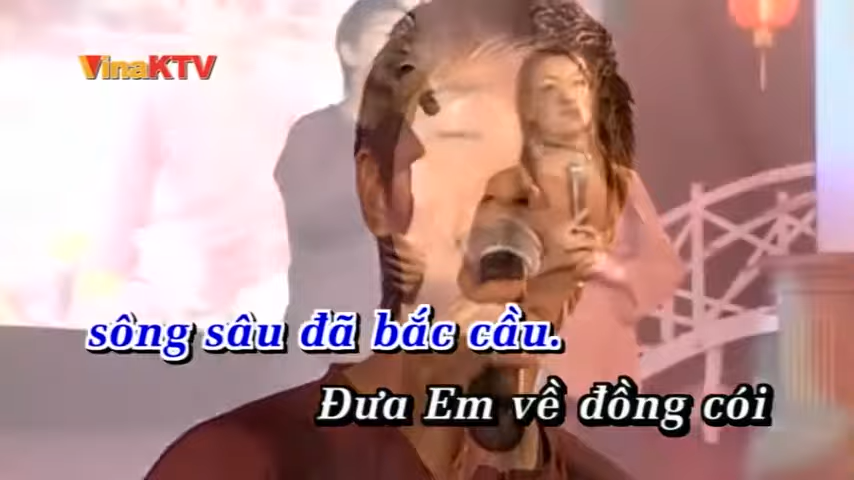 VinaKTV
sông sâu đã bắc cầu.
Đưa Em về đồng cói